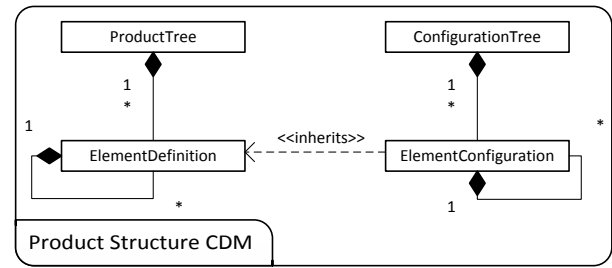 ProductTree
ConfigurationTree
1
*
1
*
1
*
<<inherits>>
ElementDefinition
ElementConfiguration
*
1
Product Structure CDM